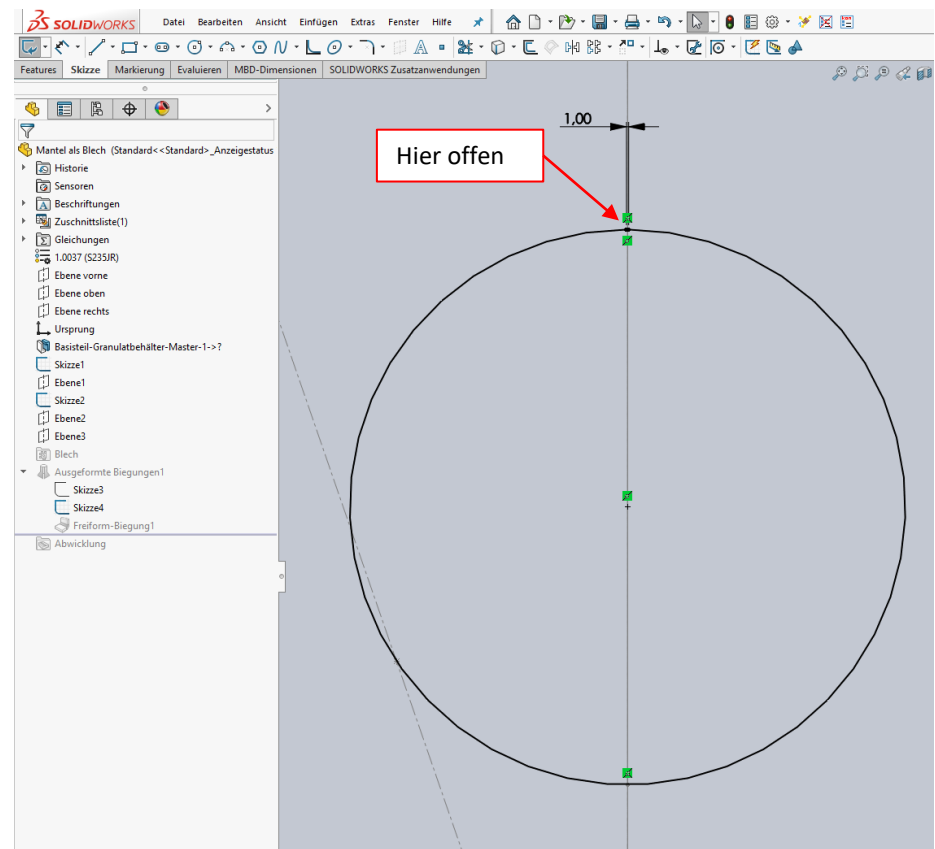 SOLIDWORKS Datei Bearbeiten Ansicht Einfügen Extras Fenster Hilfe
Features Skizze Markierung Evaluieren MBD-Dimensionen SOLIDWORKS Zusatzanwendungen
Mantel als Blech (Standard<<Standard>_Anzeigestatus
Historie
Sensoren
Beschriftungen
Zuschnittsliste(1)
Gleichungen
1.0037 (S235JR)
Ebene vorne
Ebene oben
Ebene rechts
Ursprung
Basisteil-Granulatbehälter-Master-1->?
Skizze1
Ebene1
Skizze2
Ebene2
Ebene3
Blech
Ausgeformte Biegungen1
Skizze3
Skizze4
Freiform-Biegung1
Abwicklung
1,00
Hier offen